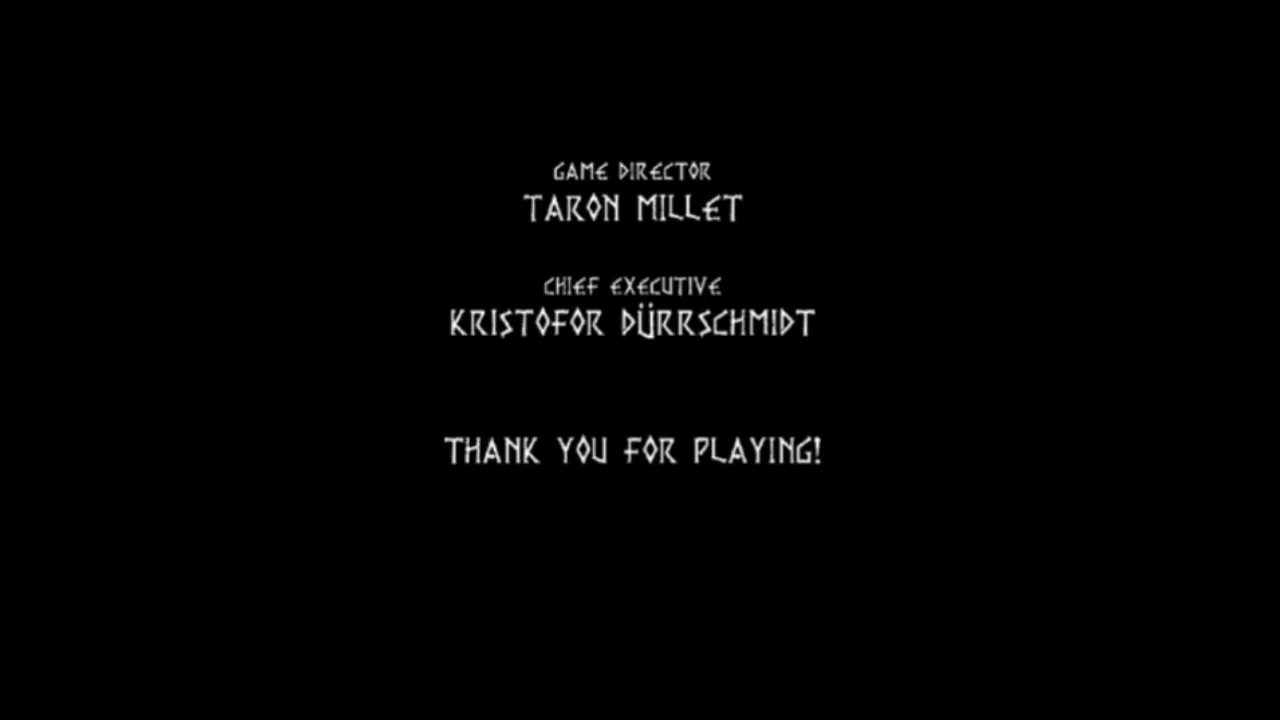 GAME DIRECTOR
TARON MILLET
CHIEF EXECUTIVE
KRISTOFOR DÜRRSCHMIDT
THANK YOU FOR PLAYING!